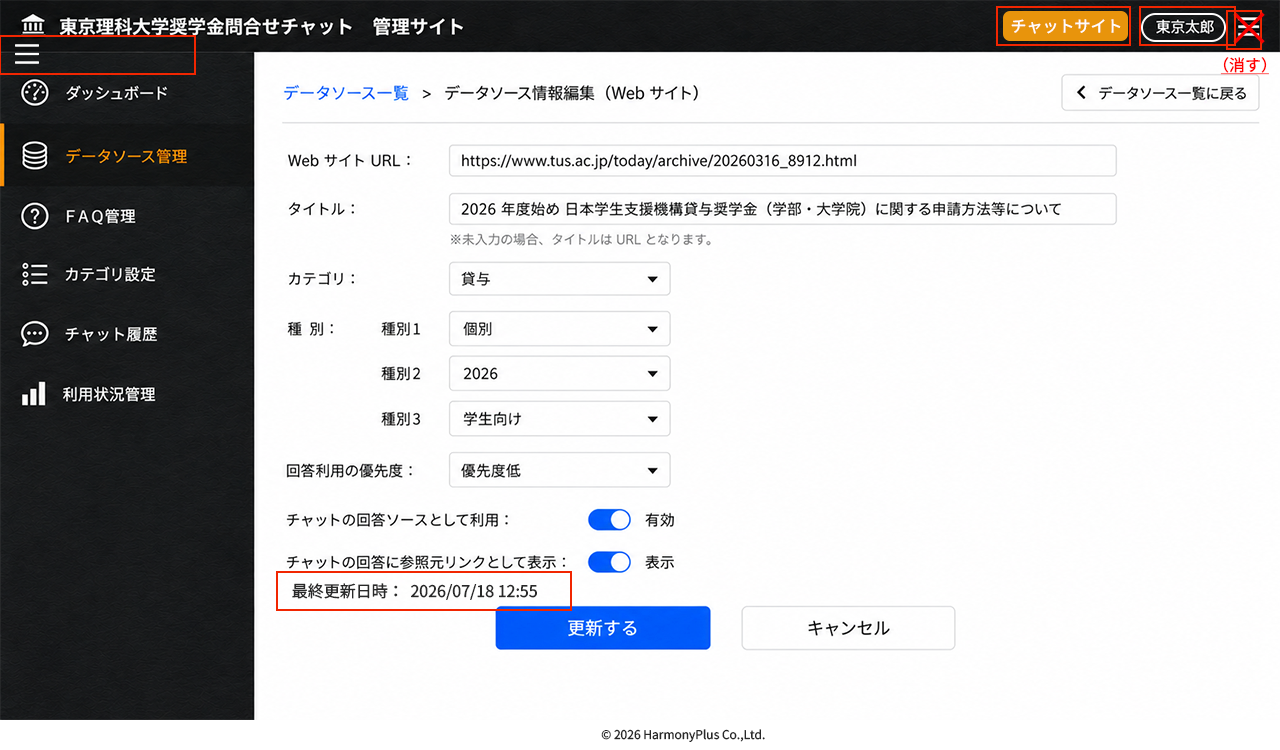 東京理科大学奨学金問合せチャット 管理サイト
チャットサイト
東京太郎
(消す)
ダッシュボード
データソース管理
FAQ管理
カテゴリ設定
チャット履歴
利用状況管理
データソース一覧 > データソース情報編集(Web サイト)
データソース一覧に戻る
Web サイト URL: https://www.tus.ac.jp/today/archive/20260316_8912.html
タイトル: 2026 年度始め 日本学生支援機構貸与奨学金(学部・大学院)に関する申請方法等について
※未入力の場合、タイトルは URL となります。
カテゴリ: 貸与
種 別: 種別1 個別
種別2 2026
種別3 学生向け
回答利用の優先度: 優先度低
チャットの回答ソースとして利用: 有効
チャットの回答に参照元リンクとして表示: 表示
最終更新日時: 2026/07/18 12:55
更新する
キャンセル
© 2026 HarmonyPlus Co.,Ltd.